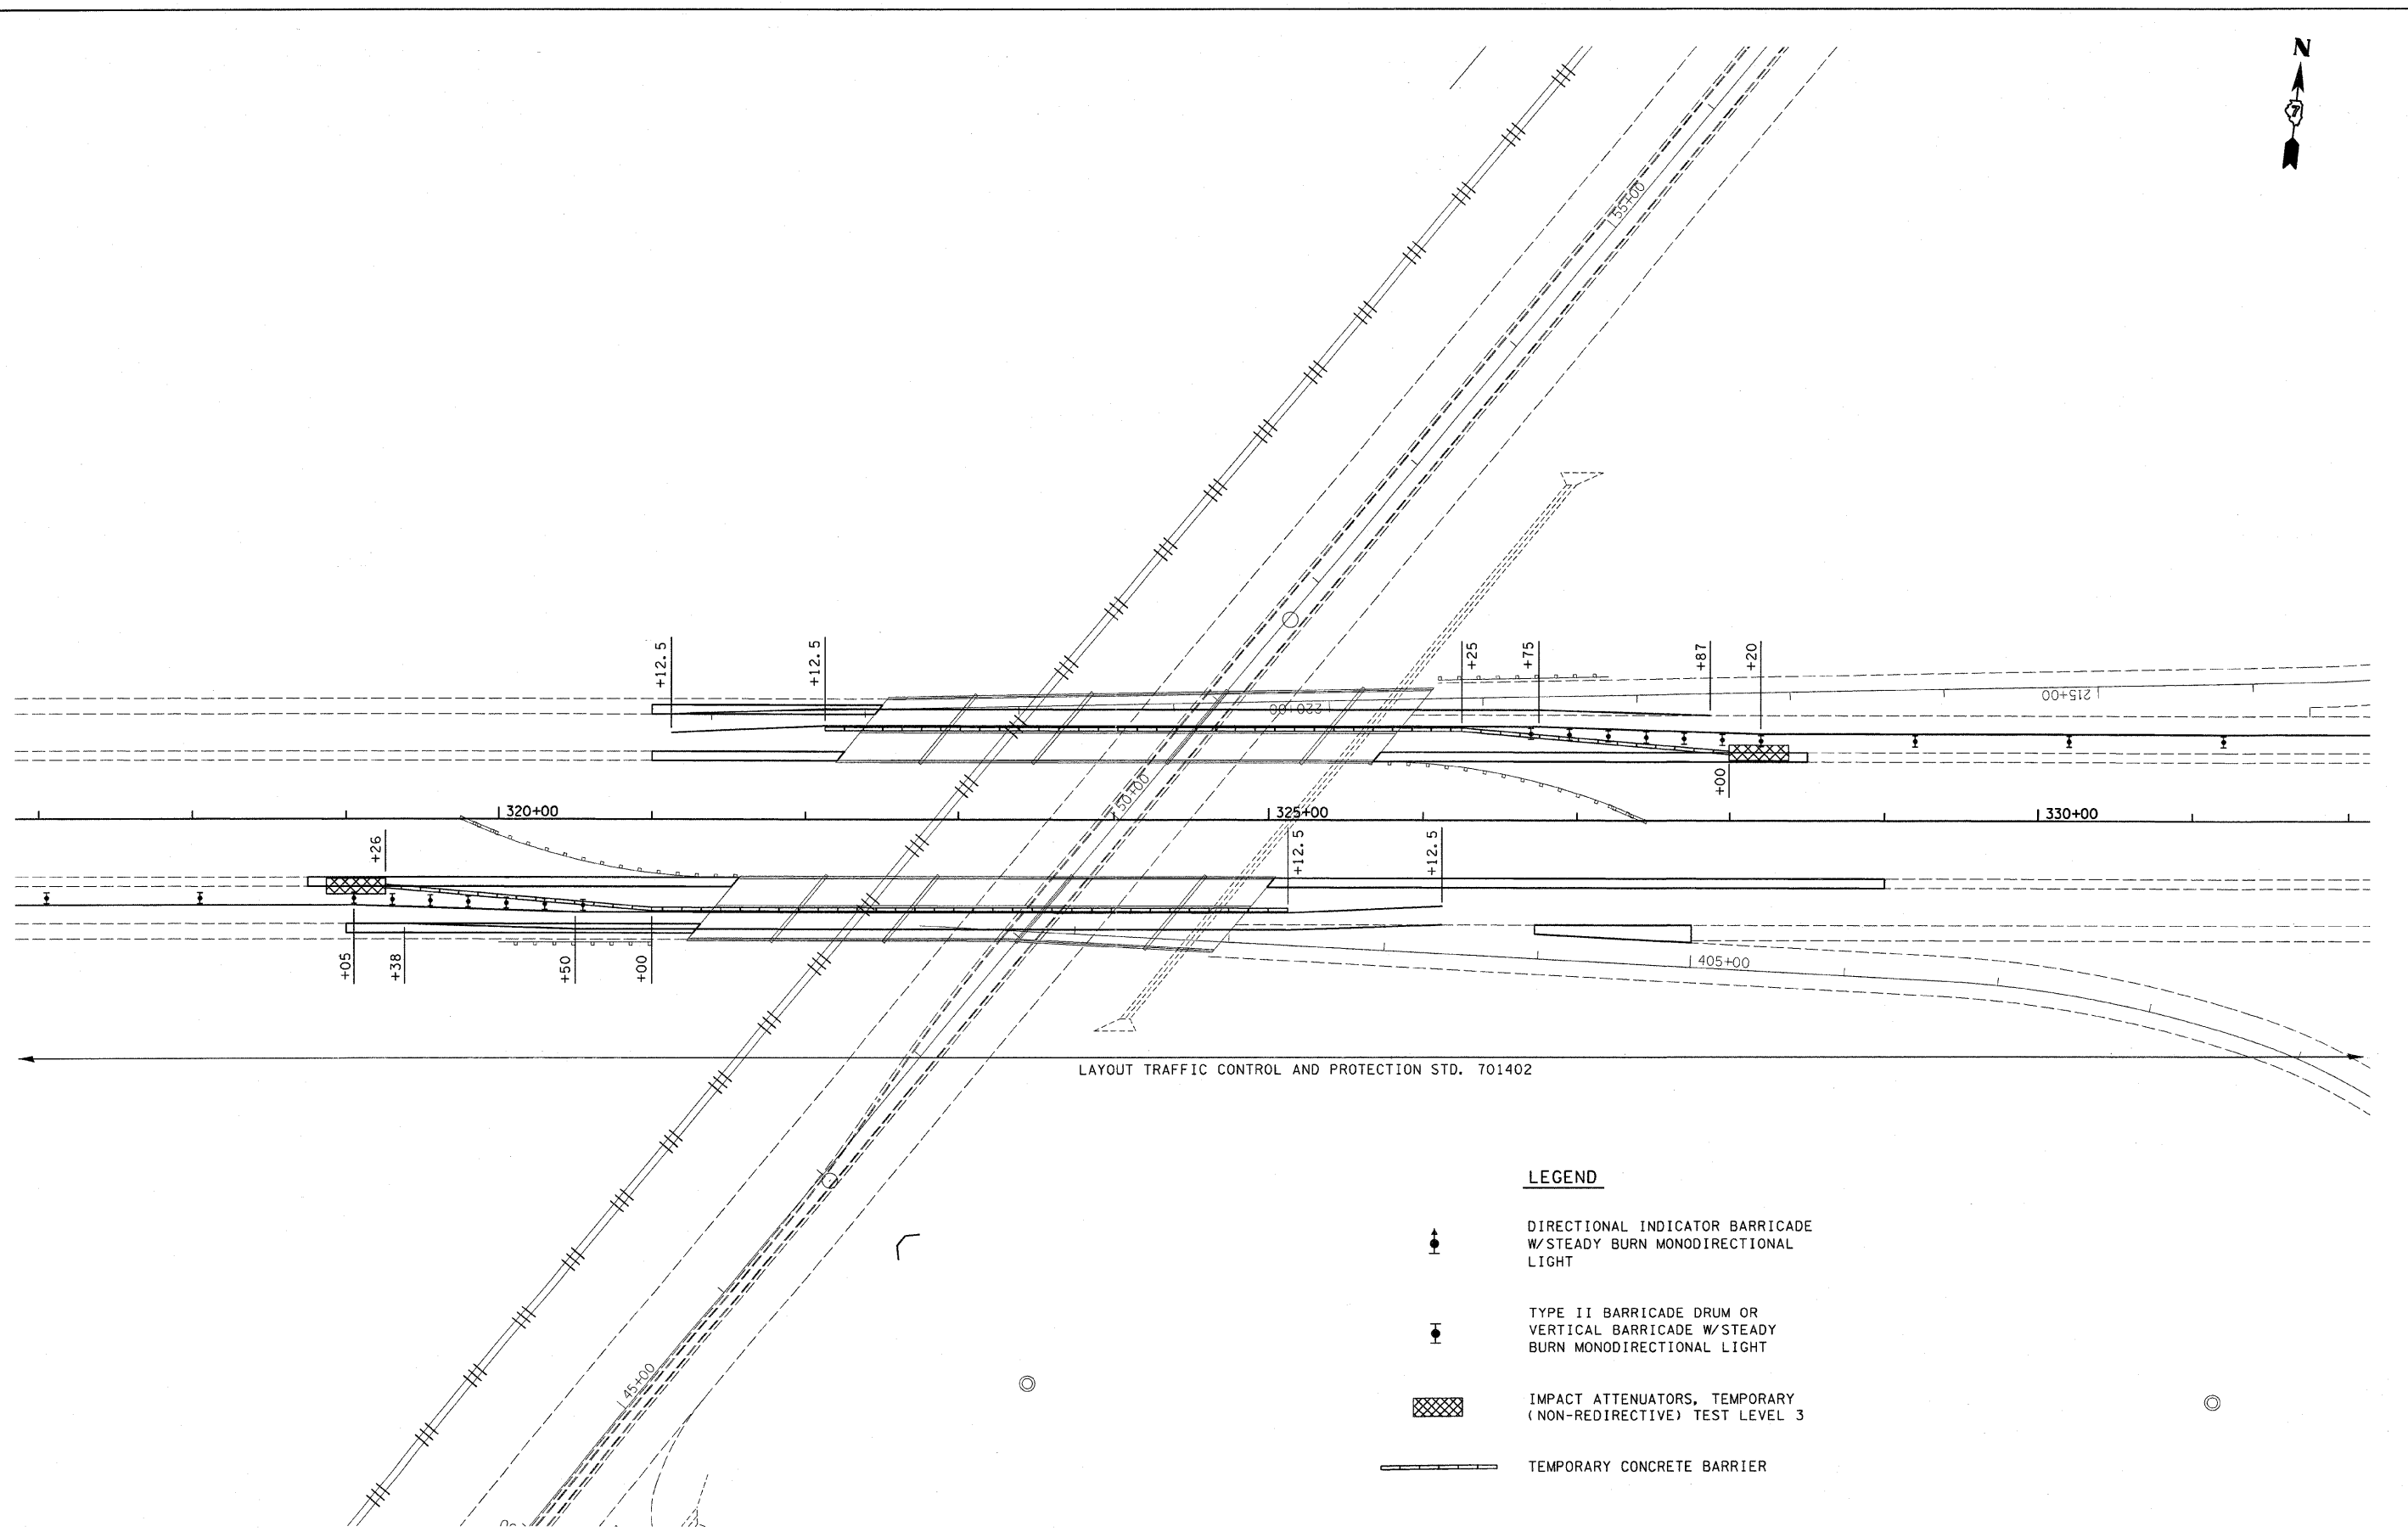 N
7
55+00
+12.5
+12.5
+25
+75
+87
+20
215+00
220+00
+00
50+00
320+00
325+00
330+00
+26
+12.5
+12.5
+05
+38
+50
+00
405+00
LAYOUT TRAFFIC CONTROL AND PROTECTION STD. 701402
LEGEND
DIRECTIONAL INDICATOR BARRICADE
W/STEADY BURN MONODIRECTIONAL
LIGHT
TYPE II BARRICADE DRUM OR
VERTICAL BARRICADE W/STEADY
BURN MONODIRECTIONAL LIGHT
45+00
IMPACT ATTENUATORS, TEMPORARY
(NON-REDIRECTIVE) TEST LEVEL 3
TEMPORARY CONCRETE BARRIER